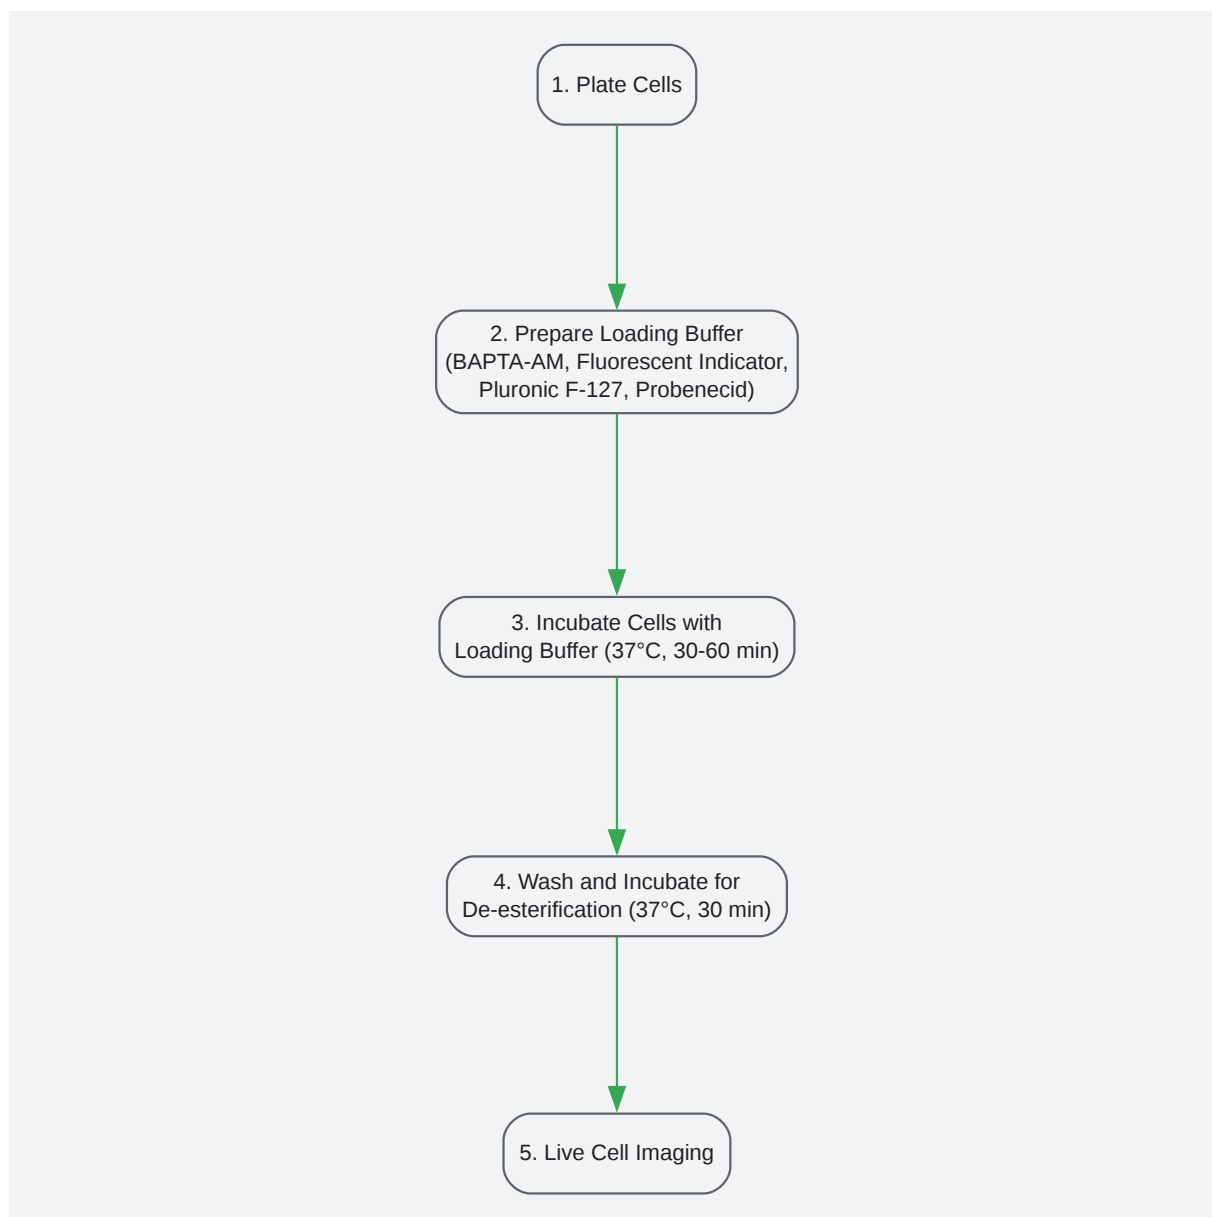 1. Plate Cells
2. Prepare Loading Buffer
(BAPTA-AM, Fluorescent Indicator,
Pluronic F-127, Probenecid)
3. Incubate Cells with
Loading Buffer (37°C, 30-60 min)
4. Wash and Incubate for
De-esterification (37°C, 30 min)
5. Live Cell Imaging